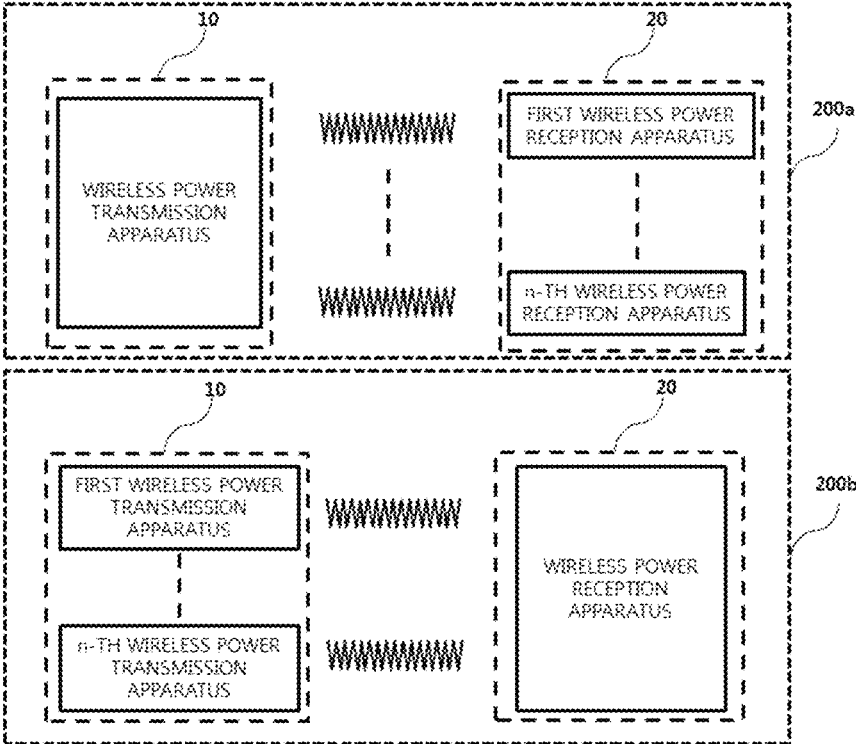 10
20
200a
WIRELESS POWER
TRANSMISSION
APPARATUS
FIRST WIRELESS POWER
RECEPTION APPARATUS
n-TH WIRELESS POWER
RECEPTION APPARATUS
10
20
200b
FIRST WIRELESS POWER
TRANSMISSION
APPARATUS
n-TH WIRELESS POWER
TRANSMISSION
APPARATUS
WIRELESS POWER
RECEPTION
APPARATUS